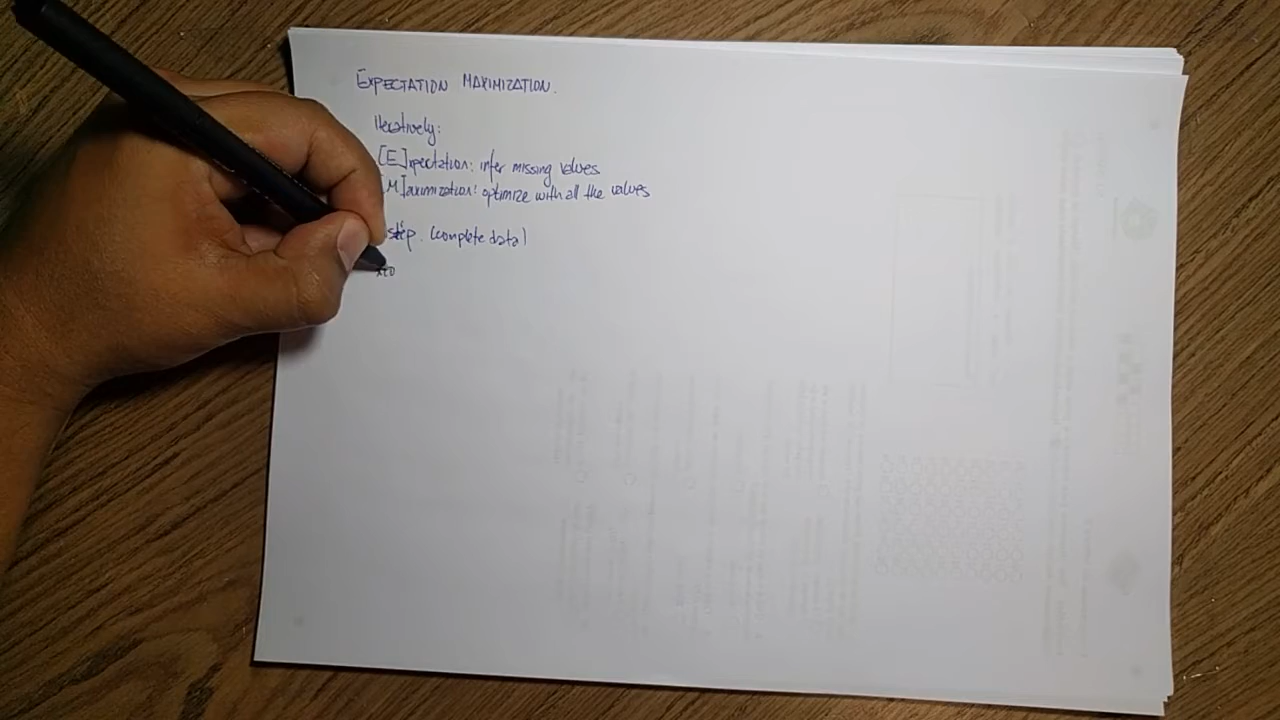 EXPECTATION MAXIMIZATION.
Iteratively:
[E]xpectation: infer missing values
[M]aximization: optimize with all the values
step. (complete data)